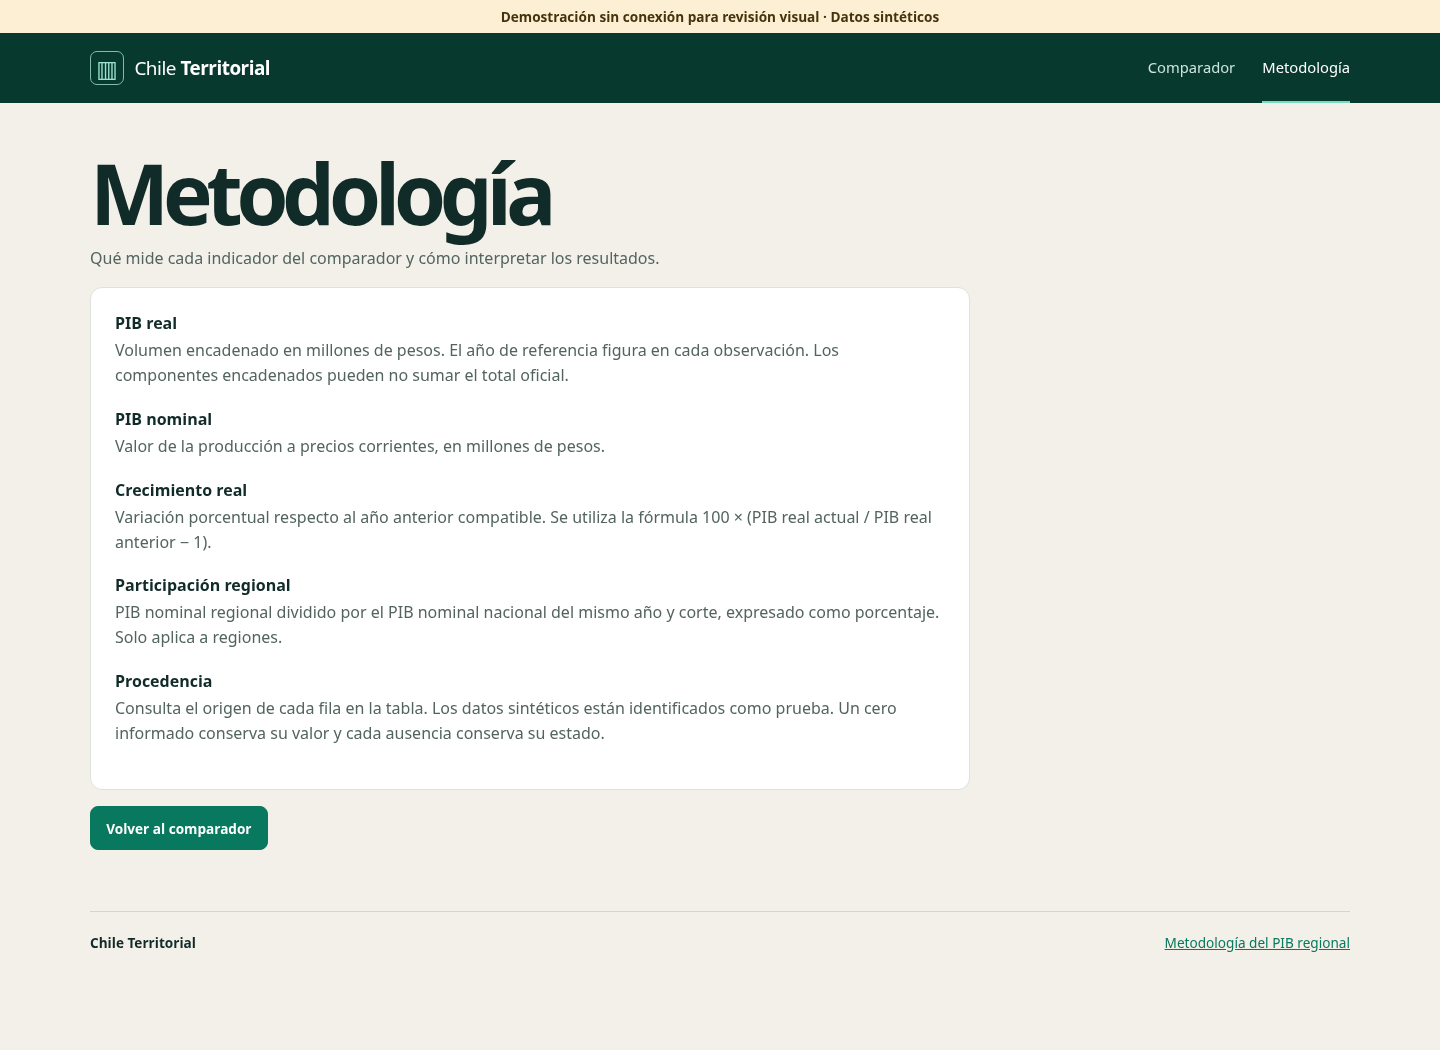 Demostración sin conexión para revisión visual · Datos sintéticos
Chile Territorial
Comparador
Metodología
Metodología
Qué mide cada indicador del comparador y cómo interpretar los resultados.
PIB real
Volumen encadenado en millones de pesos. El año de referencia figura en cada observación. Los
componentes encadenados pueden no sumar el total oficial.
PIB nominal
Valor de la producción a precios corrientes, en millones de pesos.
Crecimiento real
Variación porcentual respecto al año anterior compatible. Se utiliza la fórmula 100 × (PIB real actual / PIB real
anterior − 1).
Participación regional
PIB nominal regional dividido por el PIB nominal nacional del mismo año y corte, expresado como porcentaje.
Solo aplica a regiones.
Procedencia
Consulta el origen de cada fila en la tabla. Los datos sintéticos están identificados como prueba. Un cero
informado conserva su valor y cada ausencia conserva su estado.
Volver al comparador
Chile Territorial
Metodología del PIB regional